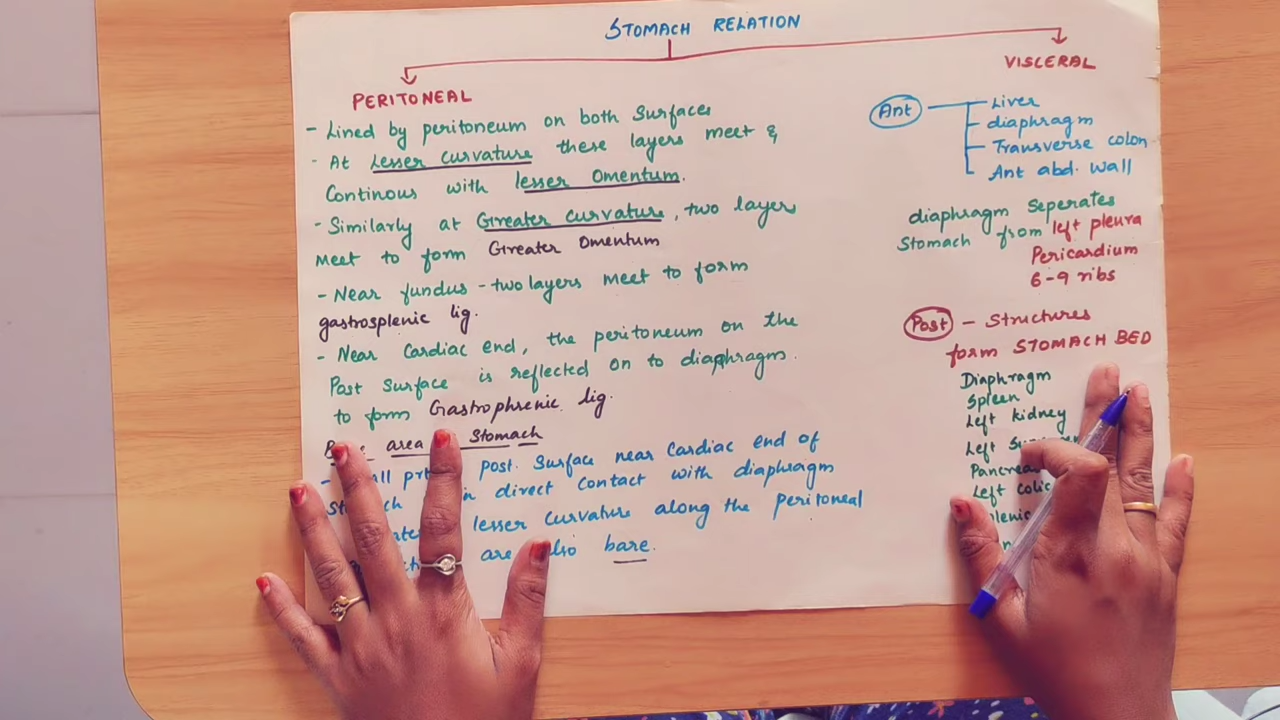 STOMACH RELATION
PERITONEAL
- Lined by peritoneum on both Surfaces
- At Lesser curvature these layers meet &
Continous with lesser Omentum.
- Similarly at Greater curvature, two layers
meet to form Greater Omentum
- Near fundus - two layers meet to form
gastrosplenic lig.
- Near Cardiac end, the peritoneum on the
Post Surface is reflected on to diaphragm.
to form Gastrophrenic lig.
area Stomach
post. Surface near Cardiac end of
direct Contact with diaphragm
lesser curvature along the peritoneal
are bare.
VISCERAL
Ant
- Liver
- diaphragm
- Transverse colon
Ant abd. wall
diaphragm Seperates
Stomach from left pleura
Pericardium
6-9 ribs
Post - Structures
form STOMACH BED
Diaphragm
Spleen
Left kidney
Left
Left